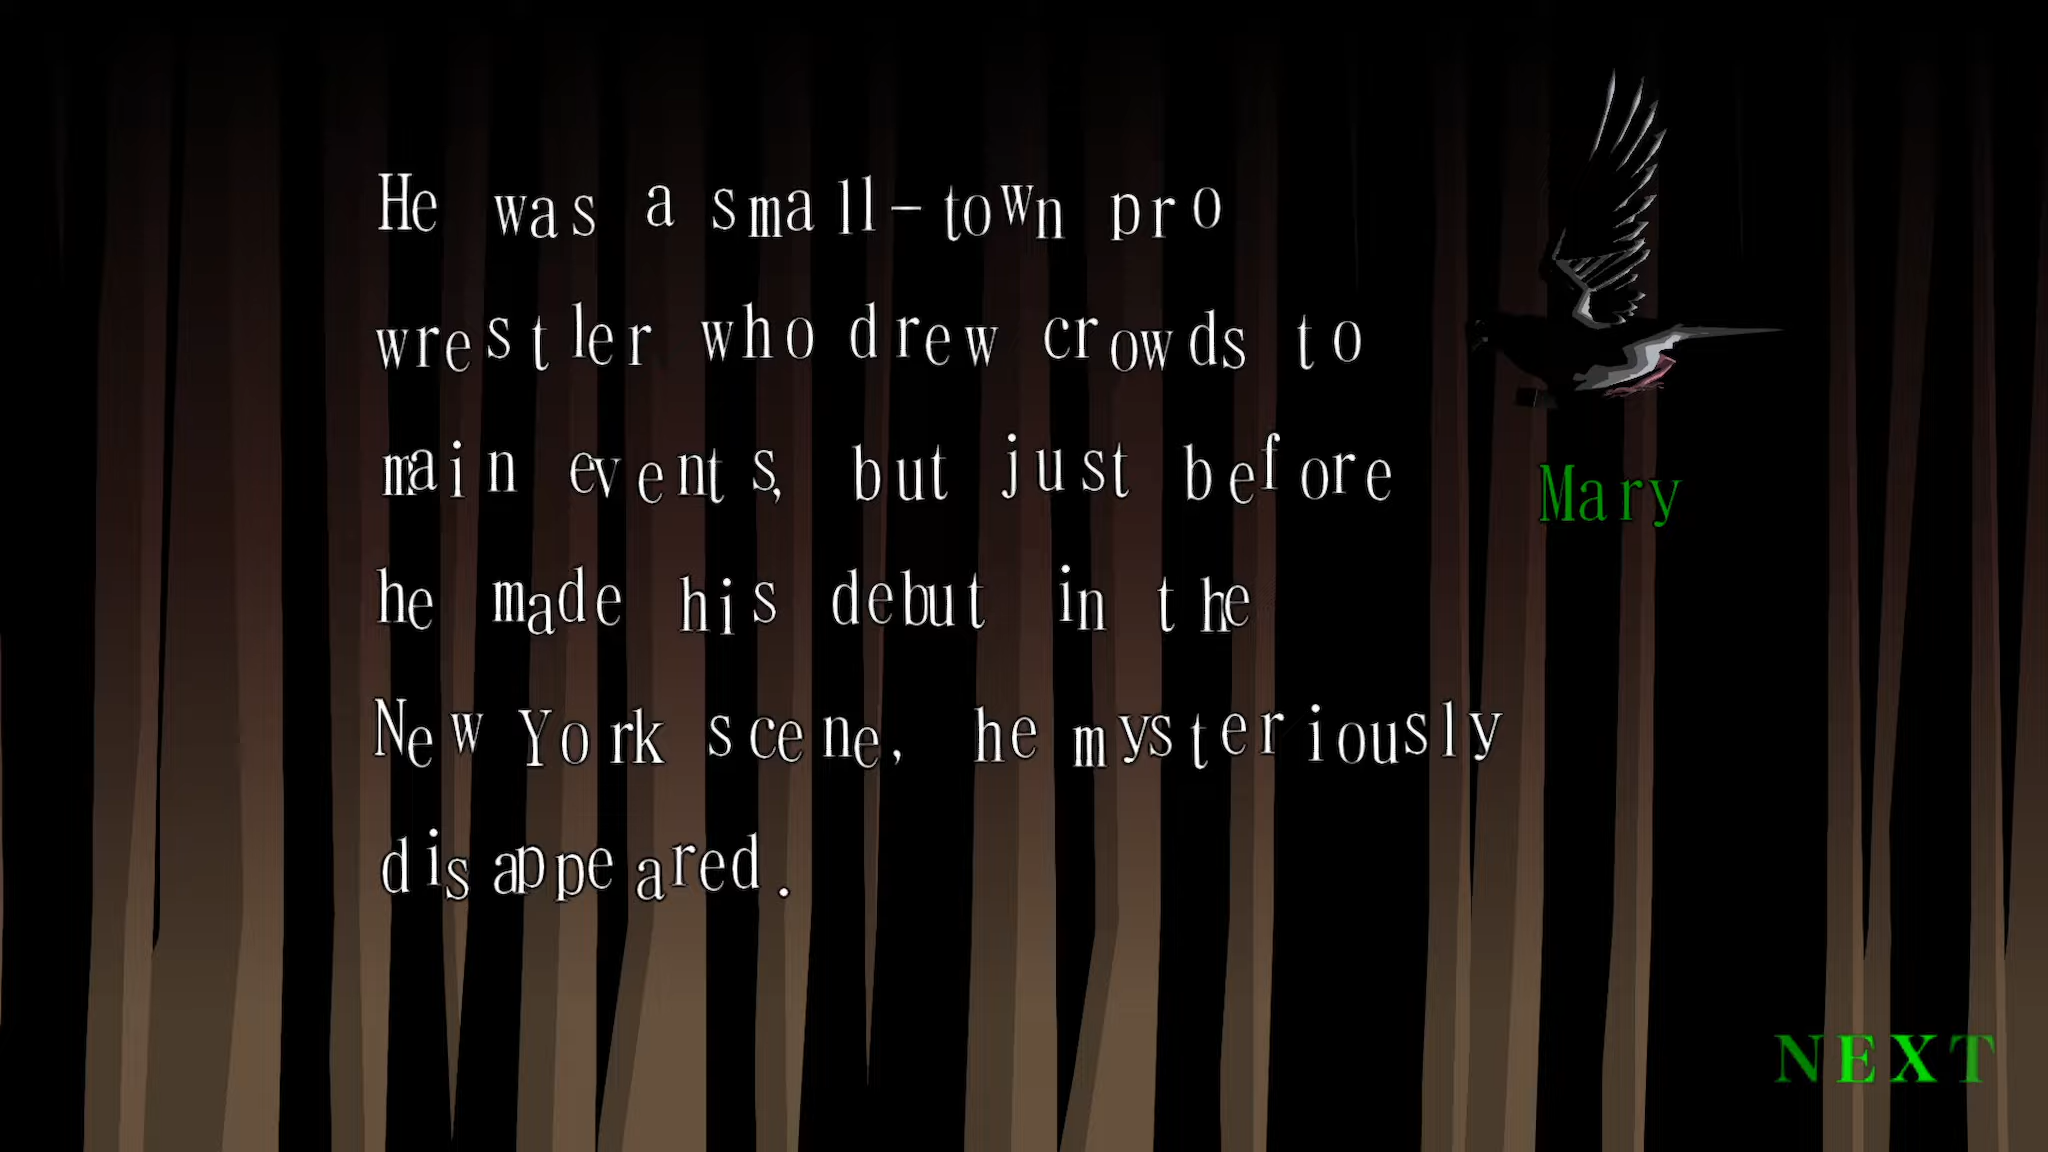 He was a small-town pro
wrestler who drew crowds to
main events, but just before
he made his debut in the
New York scene, he mysteriously
disappeared.
Mary
NEXT